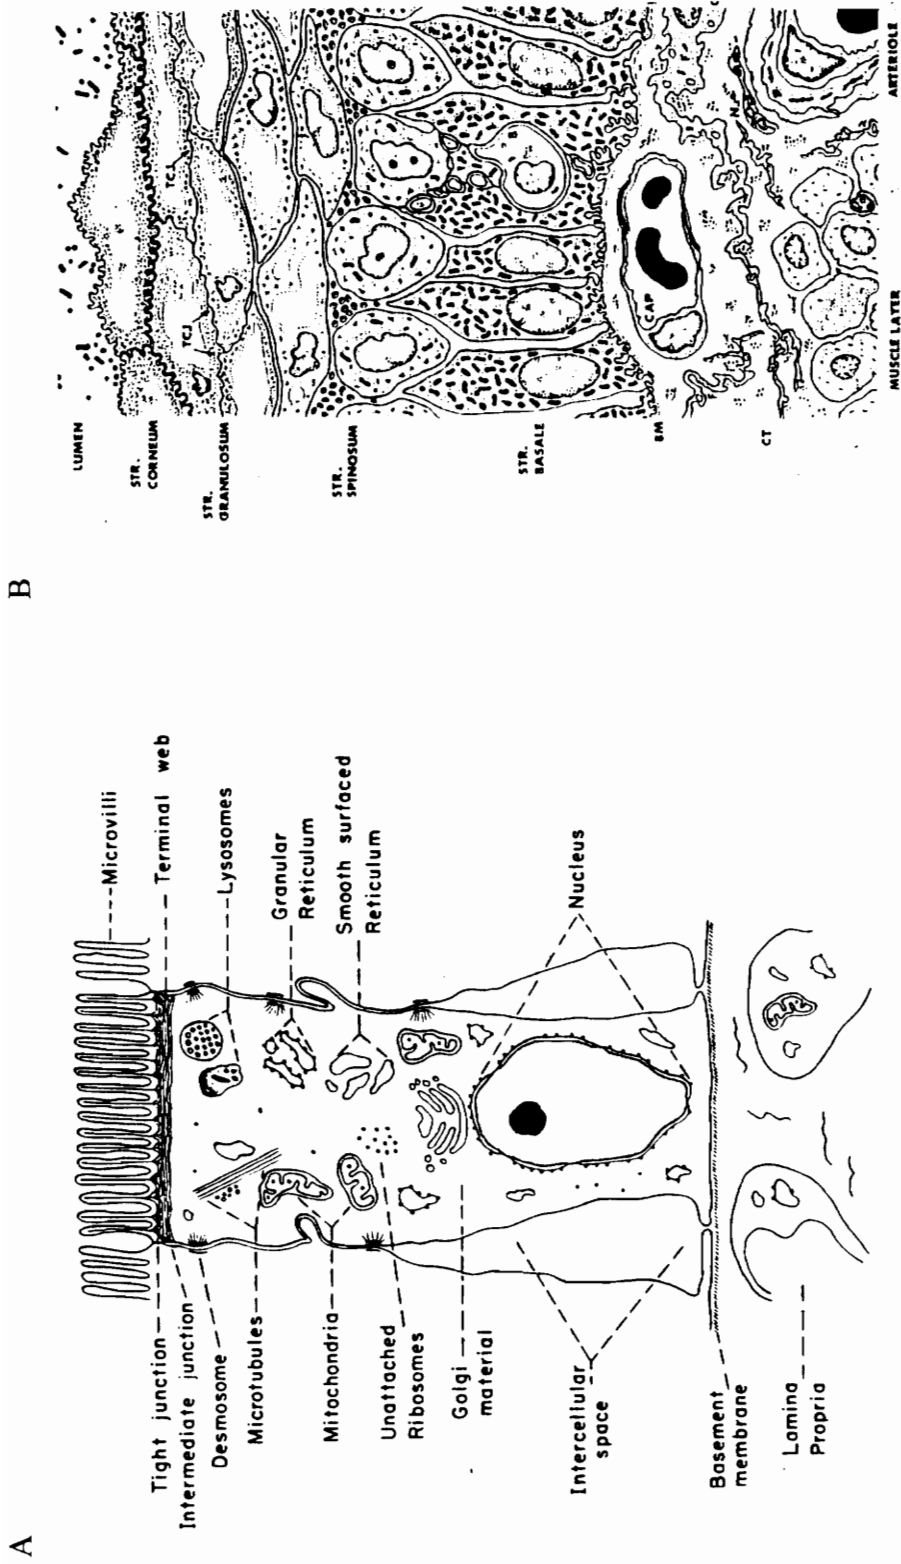 A
Tight junction
Intermediate junction
Desmosome
Microtubules
Mitochondria
Unattached
Ribosomes
Golgi
material
Intercellular
space
Basement
membrane
Lamina
Propria
Microvilli
Terminal web
Lysosomes
Granular
Reticulum
Smooth surfaced
Reticulum
Nucleus
B
LUMEN
STR.
CORNEUM
STR.
GRANULOSUM
STR.
SPINOSUM
STR.
BASALE
BM
CT
MUSCLE LAYER
ARTERIOLE
TCJ
TCJ
CAP